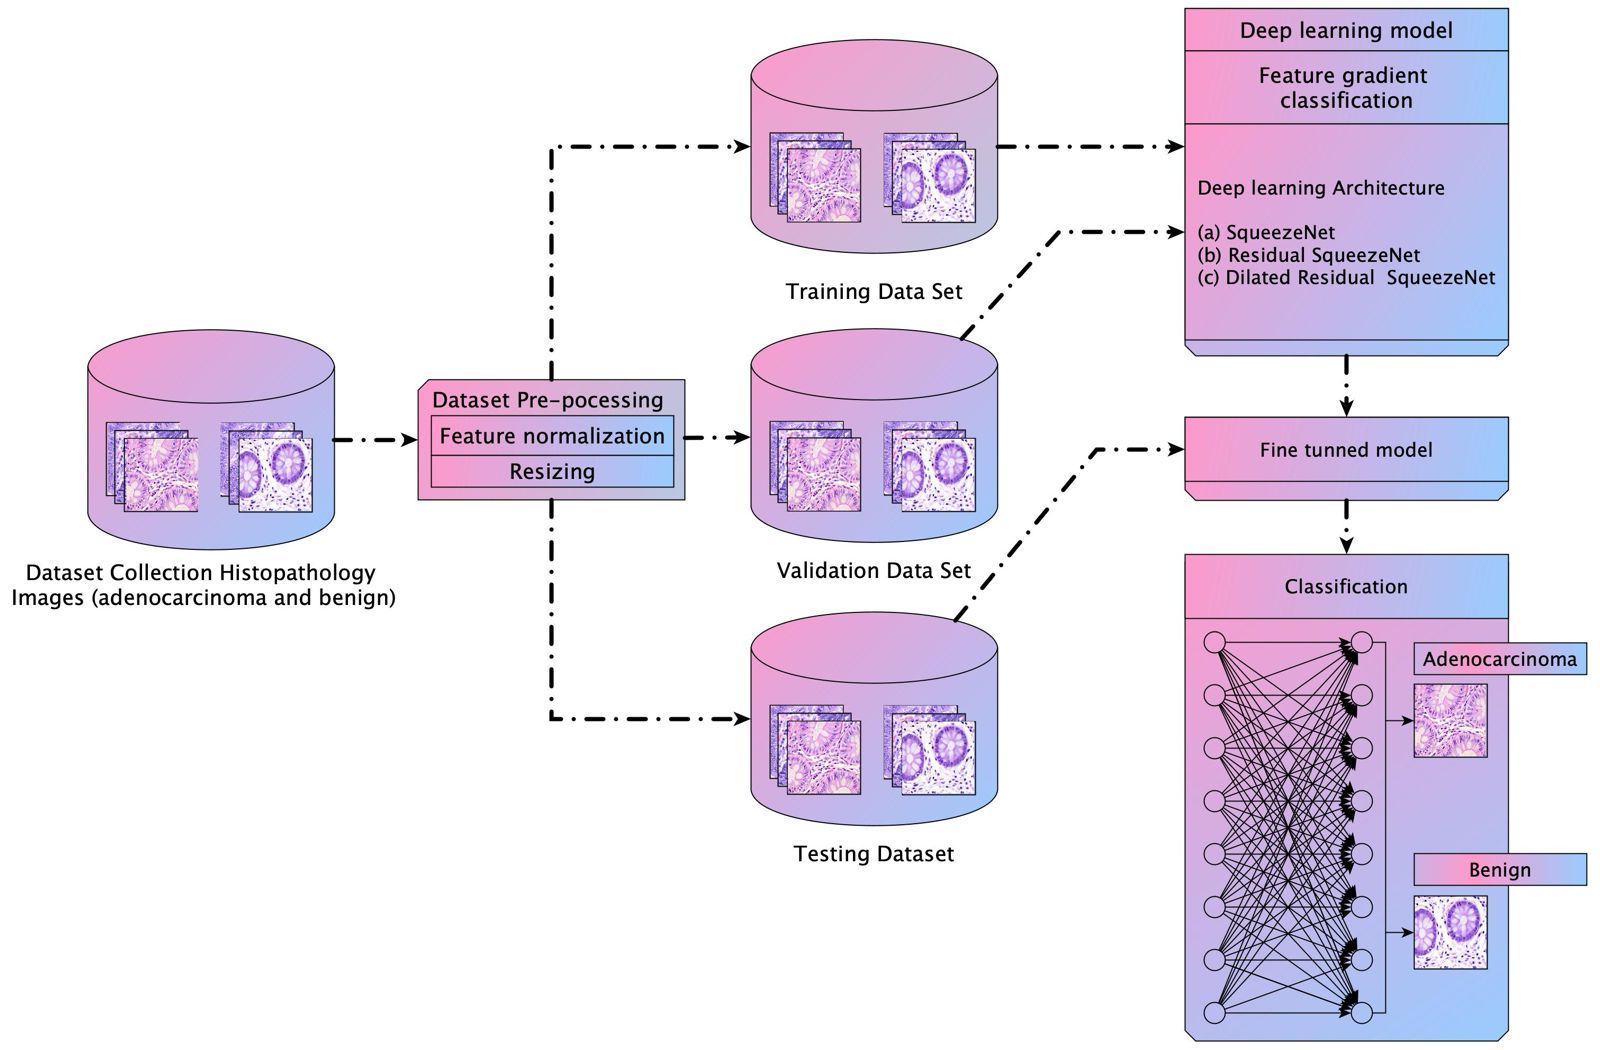 Dataset Collection Histopathology
Images (adenocarcinoma and benign)
Dataset Pre-pocessing
Feature normalization
Resizing
Training Data Set
Validation Data Set
Testing Dataset
Deep learning model
Feature gradient
classification
Deep learning Architecture
(a) SqueezeNet
(b) Residual SqueezeNet
(c) Dilated Residual SqueezeNet
Fine tunned model
Classification
Adenocarcinoma
Benign